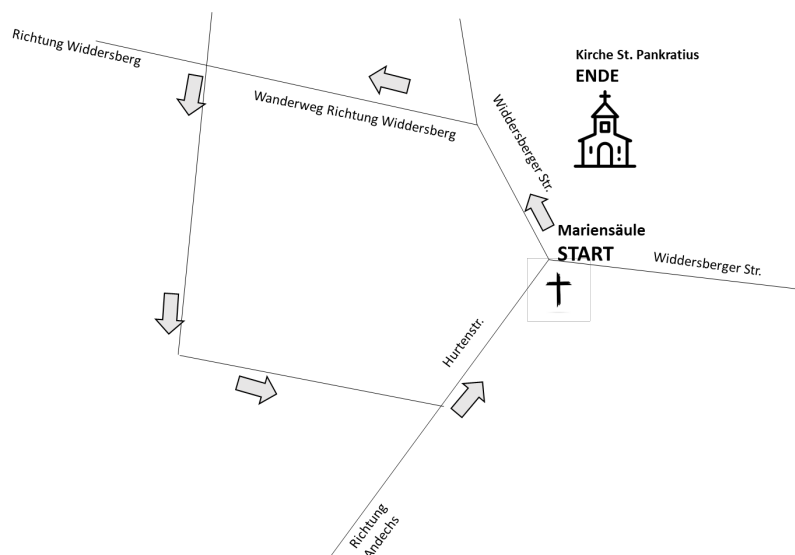 Richtung Widdersberg
Kirche St. Pankratius
ENDE
Wanderweg Richtung Widdersberg
Widdersberger Str.
Mariensäule
START
Widdersberger Str.
Hurtenstr.
Richtung
Andechs